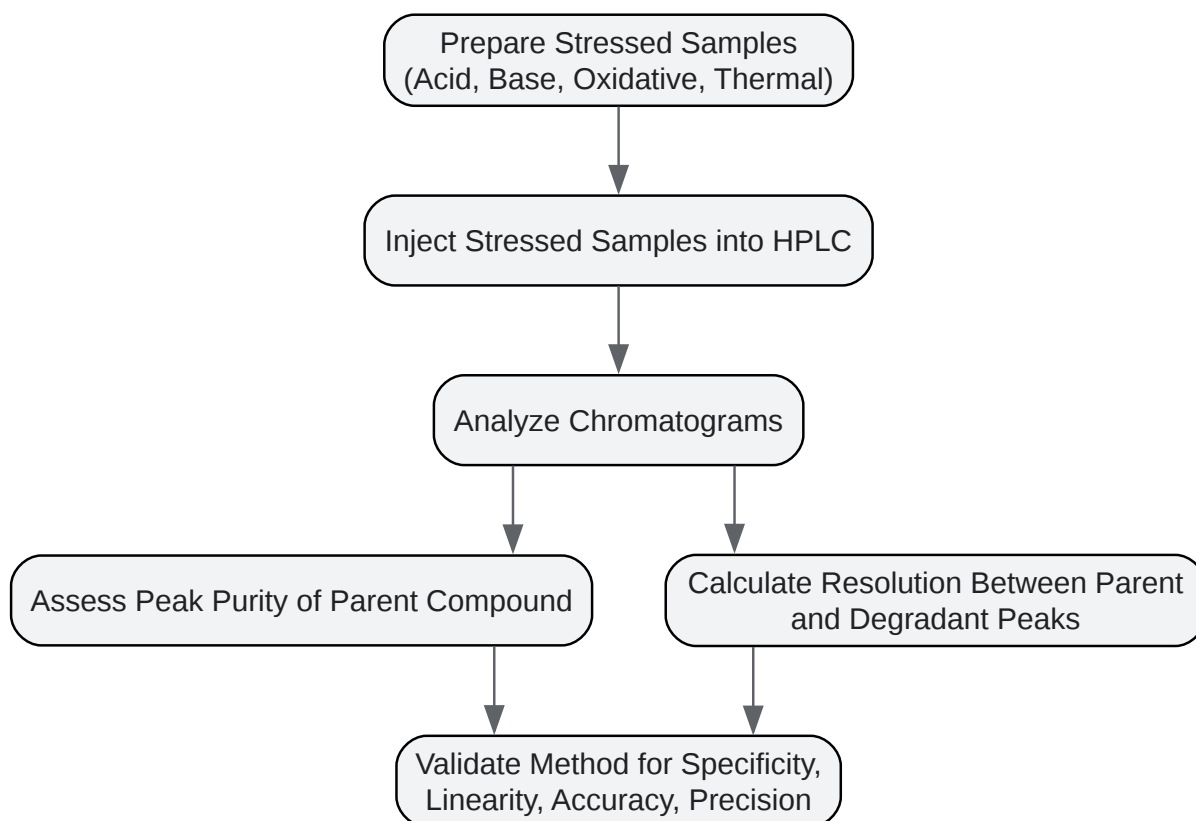 Prepare Stressed Samples
(Acid, Base, Oxidative, Thermal)
Inject Stressed Samples into HPLC
Analyze Chromatograms
Assess Peak Purity of Parent Compound
Calculate Resolution Between Parent
and Degradant Peaks
Validate Method for Specificity,
Linearity, Accuracy, Precision